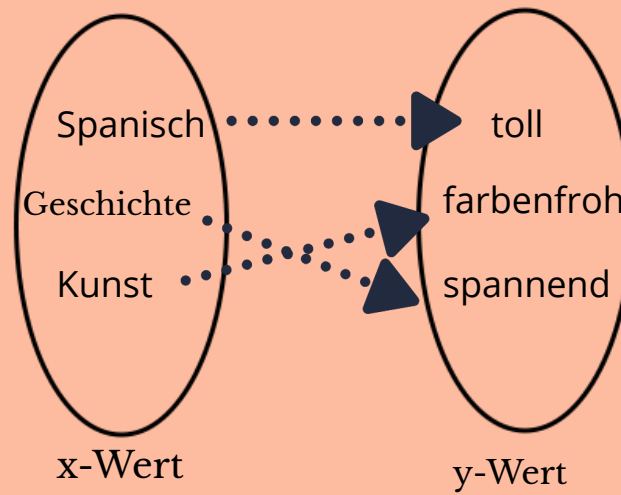 Spanisch
Geschichte
Kunst
x-Wert
toll
farbenfroh
spannend
y-Wert